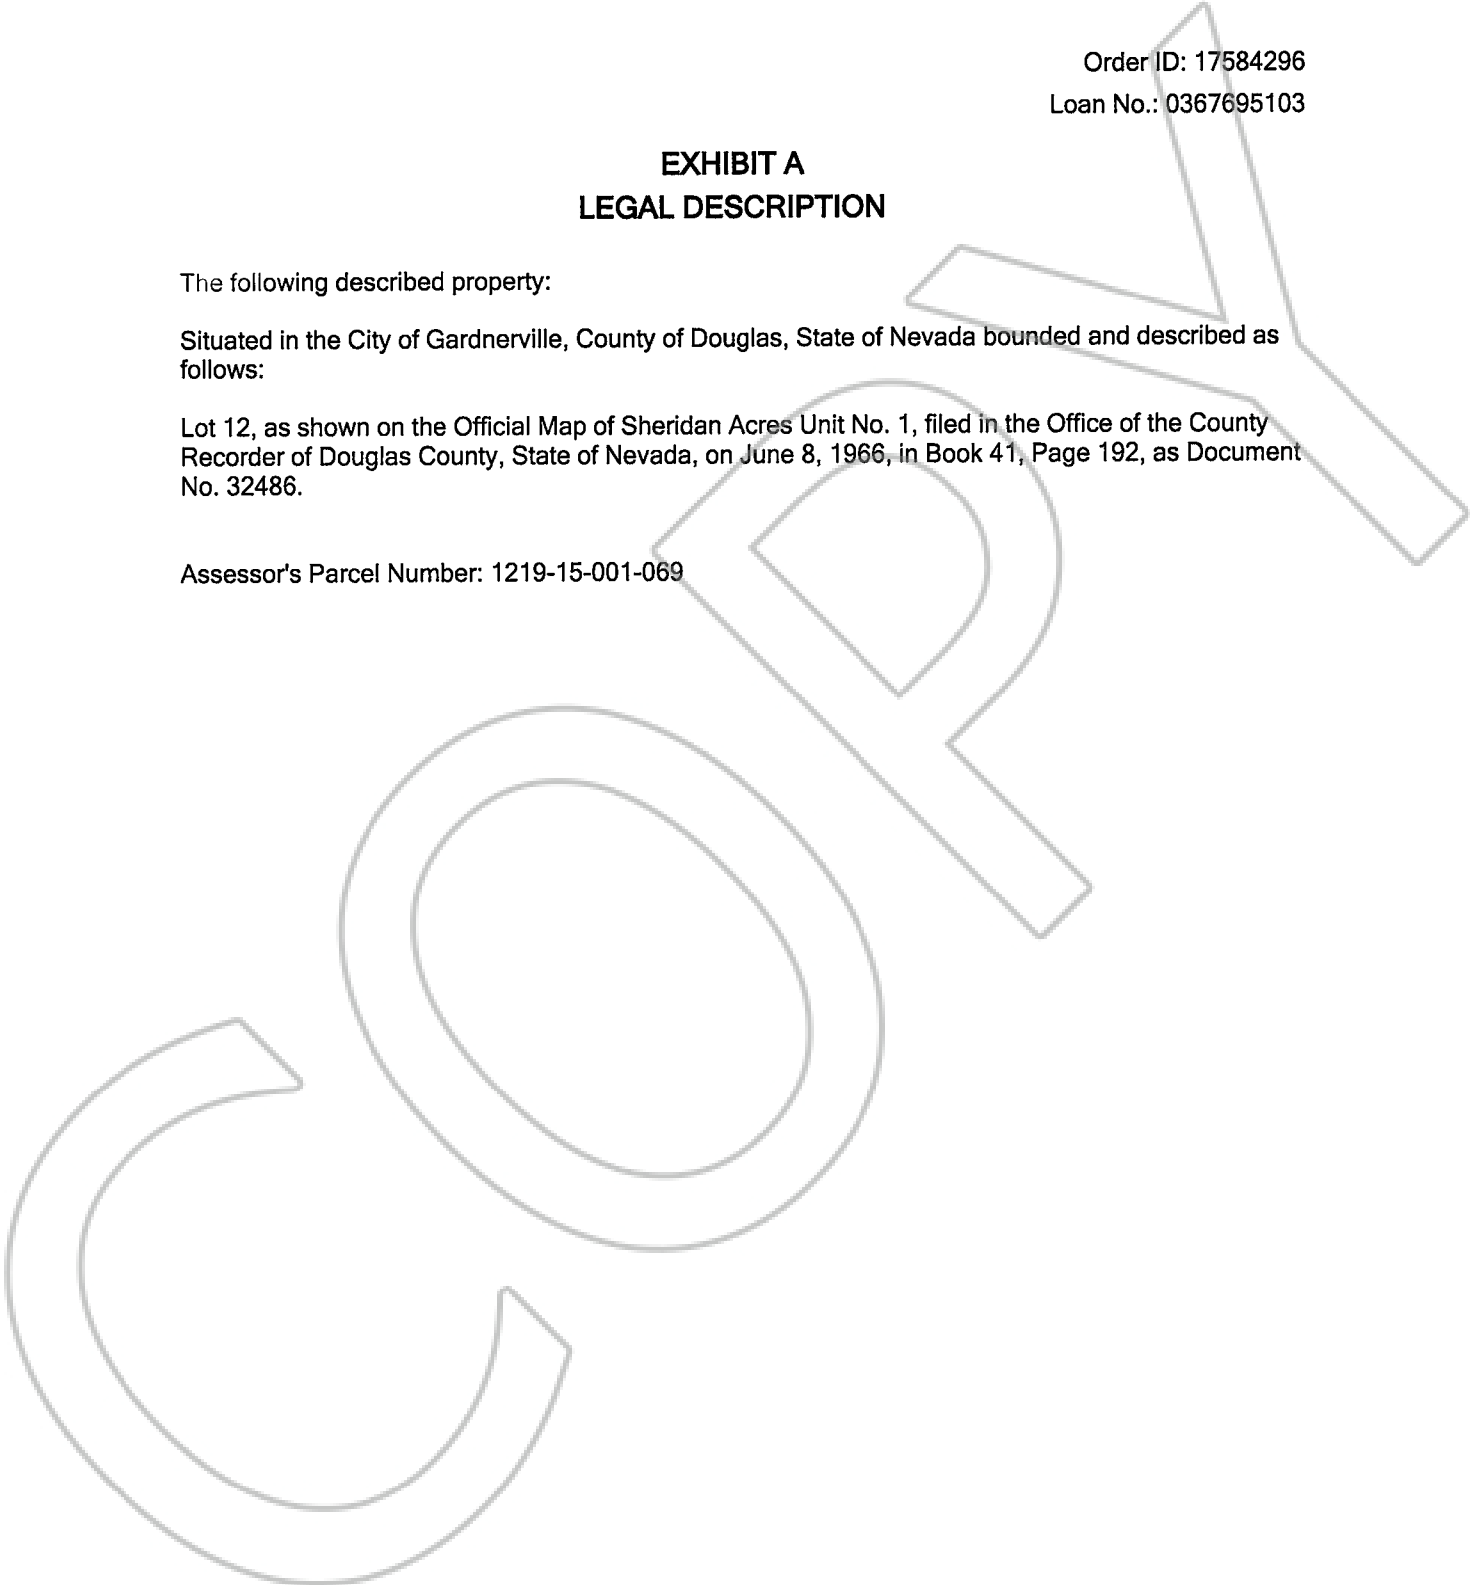 Order ID: 17584296
Loan No.: 0367695103
EXHIBIT A
LEGAL DESCRIPTION
The following described property:
Situated in the City of Gardnerville, County of Douglas, State of Nevada bounded and described as
follows:
Lot 12, as shown on the Official Map of Sheridan Acres Unit No. 1, filed in the Office of the County
Recorder of Douglas County, State of Nevada, on June 8, 1966, in Book 41, Page 192, as Document
No. 32486.
Assessor's Parcel Number: 1219-15-001-069
COPY